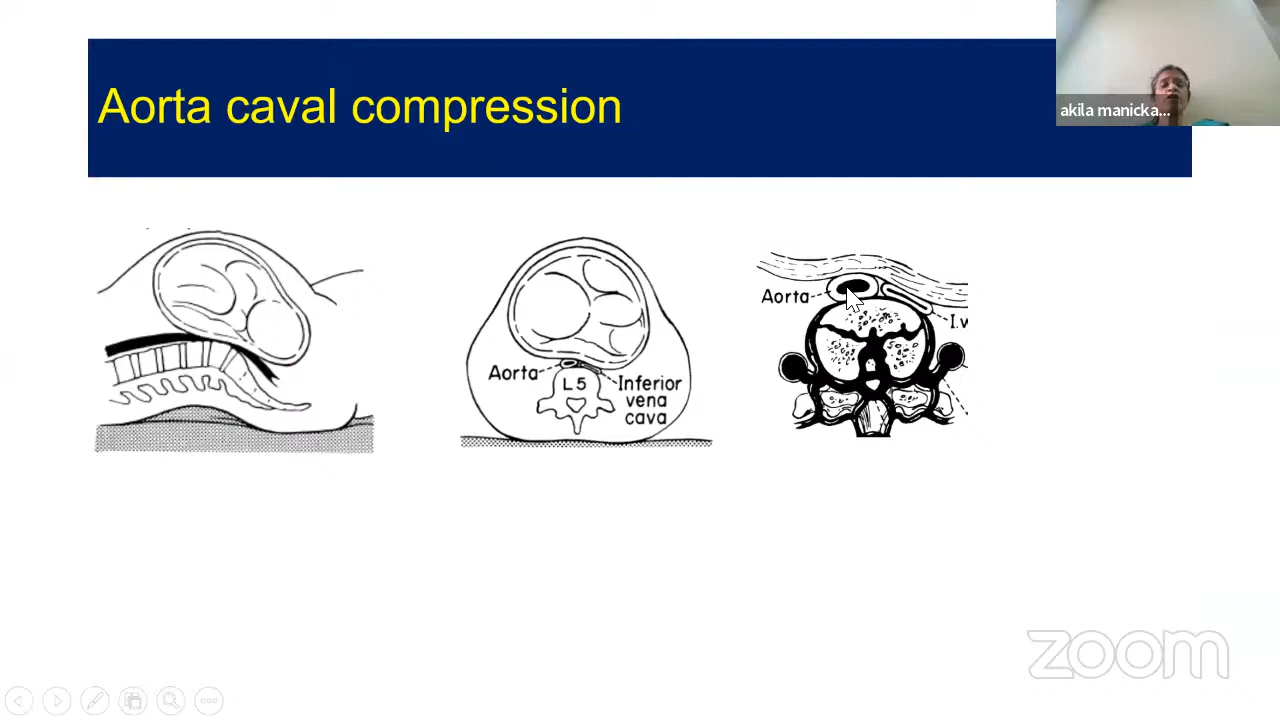 Aorta caval compression
akila manicka...
Aorta
L5
Inferior
vena
cava
Aorta
I.v
zoom